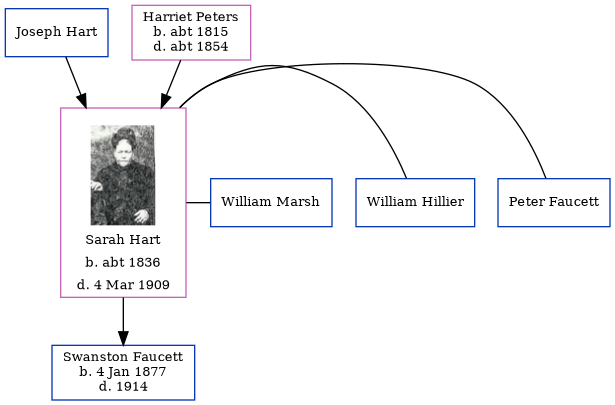 Joseph Hart
Harriet Peters
b. abt 1815
d. abt 1854
Sarah Hart
b. abt 1836
d. 4 Mar 1909
William Marsh
William Hillier
Peter Faucett
Swanston Faucett
b. 4 Jan 1877
d. 1914